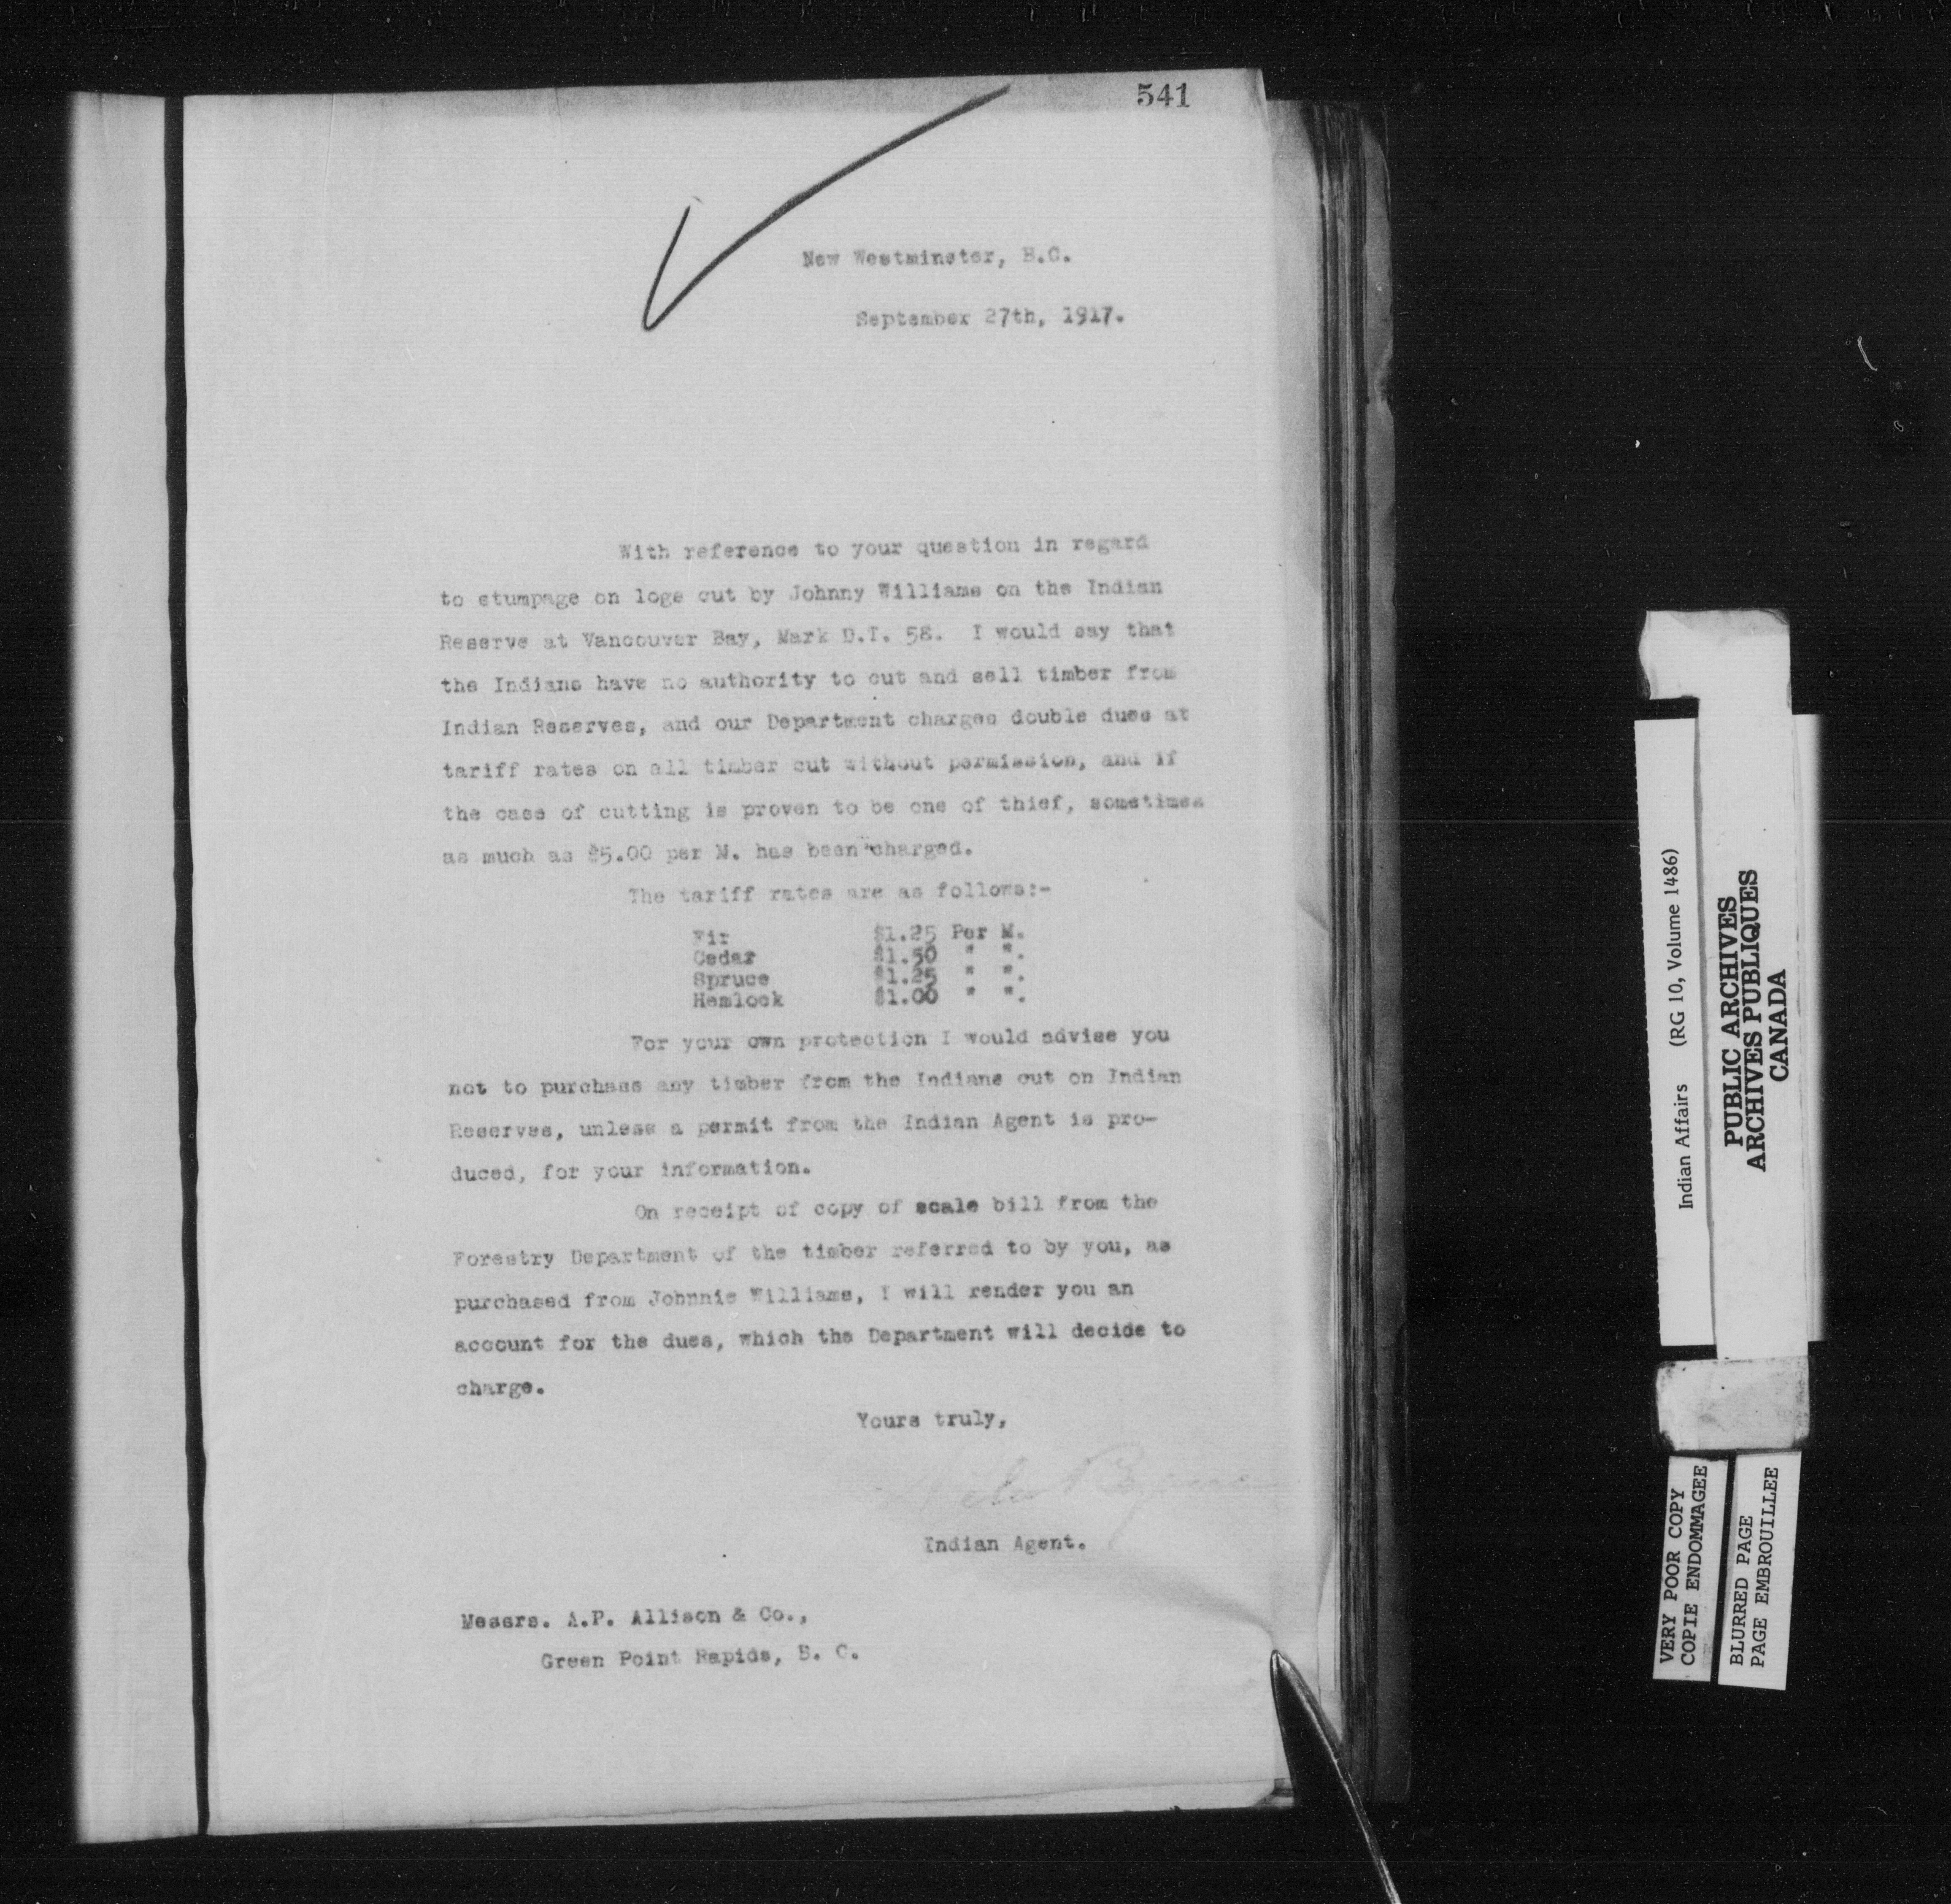 541
New Westminster, B.C.
September 27th, 1917.
With reference to your question in regard
to stumpage on logs cut by Johnny Williams on the Indian
Reserve at Vancouver Bay, Mark D.T. 58. I would say that
the Indians have no authority to cut and sell timber from
Indian Reserves, and our Department charges double dues at
tariff rates on all timber cut without permission, and if
the case of cutting is proven to be one of thief, sometimes
as much as $5.00 per M. has been charged.
The tariff rates are as follows:-
Fir $1.25 Per M.
Cedar $1.50 " ".
Spruce $1.25 " ".
Hemlock $1.00 " ".
For your own protection I would advise you
not to purchase any timber from the Indians cut on Indian
Reserves, unless a permit from the Indian Agent is pro-
duced, for your information.
On receipt of copy of scale bill from the
Forestry Department of the timber referred to by you, as
purchased from Johnnie Williams, I will render you an
account for the dues, which the Department will decide to
charge.
Yours truly,
Indian Agent.
Messrs. A.P. Allison & Co.,
Green Point Rapids, B. C.
Indian Affairs (RG 10, Volume 1486)
PUBLIC ARCHIVES
ARCHIVES PUBLIQUES
CANADA
VERY POOR COPY
COPIE ENDOMMAGEE
BLURRED PAGE
PAGE EMBROUILLEE